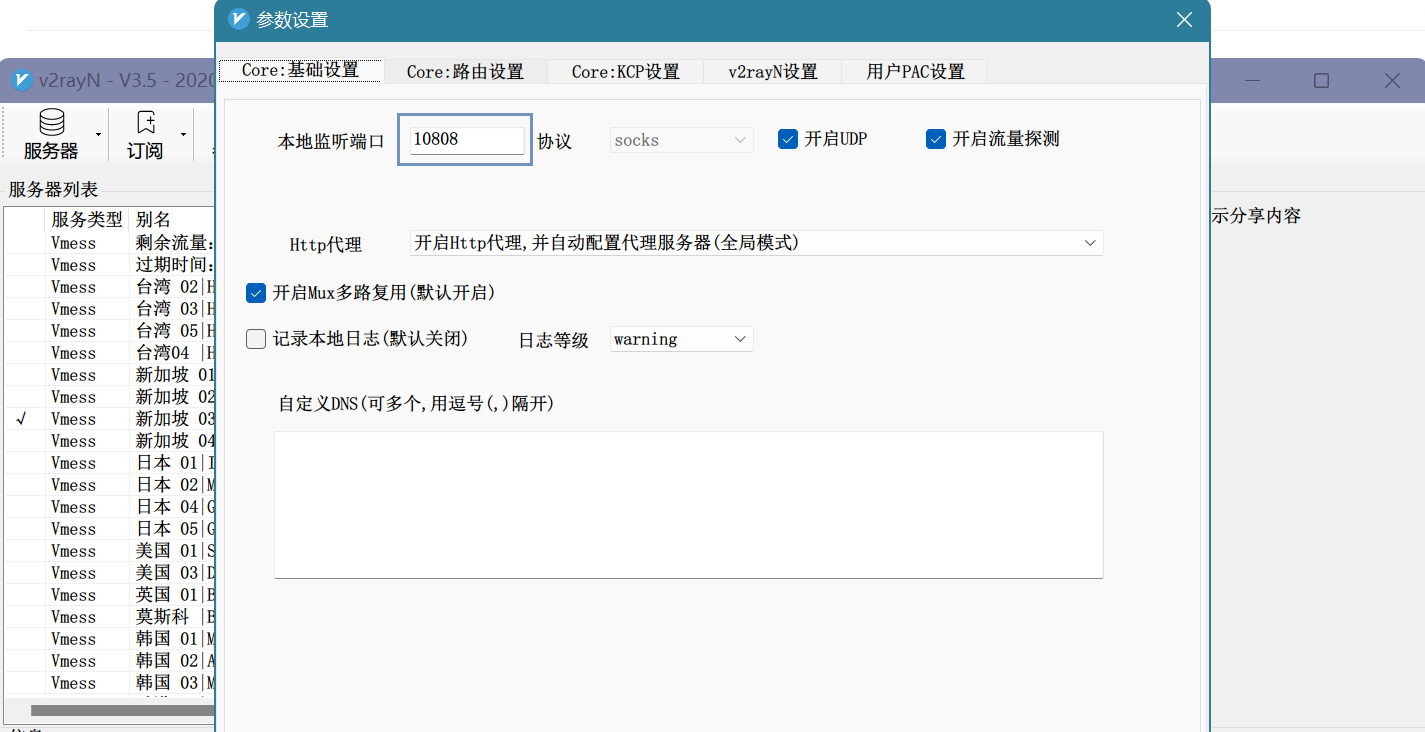 参数设置
v2rayN - V3.5 - 2020
Core:基础设置 Core:路由设置 Core:KCP设置 v2rayN设置 用户PAC设置
服务器 订阅
本地监听端口 10808 协议 socks 开启UDP 开启流量探测
服务器列表
示分享内容
服务类型 别名
Vmess 剩余流量:
Vmess 过期时间:
Vmess 台湾 02|H
Vmess 台湾 03|H
Vmess 台湾 05|H
Vmess 台湾04 |H
Vmess 新加坡 01
Vmess 新加坡 02
√ Vmess 新加坡 03
Vmess 新加坡 04
Vmess 日本 01|I
Vmess 日本 02|M
Vmess 日本 04|G
Vmess 日本 05|G
Vmess 美国 01|S
Vmess 美国 03|D
Vmess 英国 01|B
Vmess 莫斯科 |B
Vmess 韩国 01|M
Vmess 韩国 02|A
Vmess 韩国 03|M
Http代理 开启Http代理,并自动配置代理服务器(全局模式)
开启Mux多路复用(默认开启)
记录本地日志(默认关闭) 日志等级 warning
自定义DNS(可多个,用逗号(,)隔开)